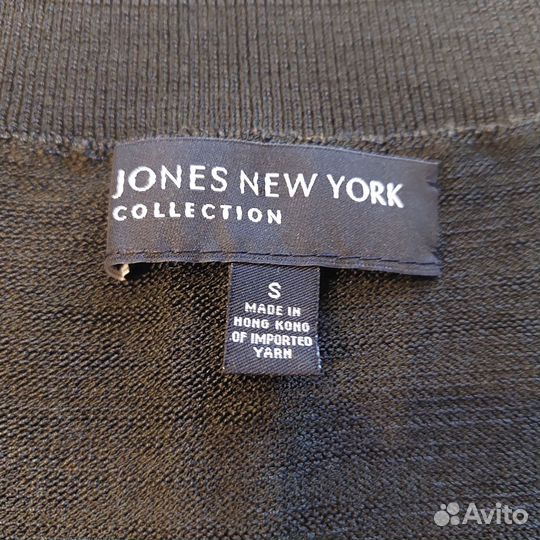 JONES NEW YORK
COLLECTION
S
MADE IN
HONG KONG
OF IMPORTED
YARN
Avito